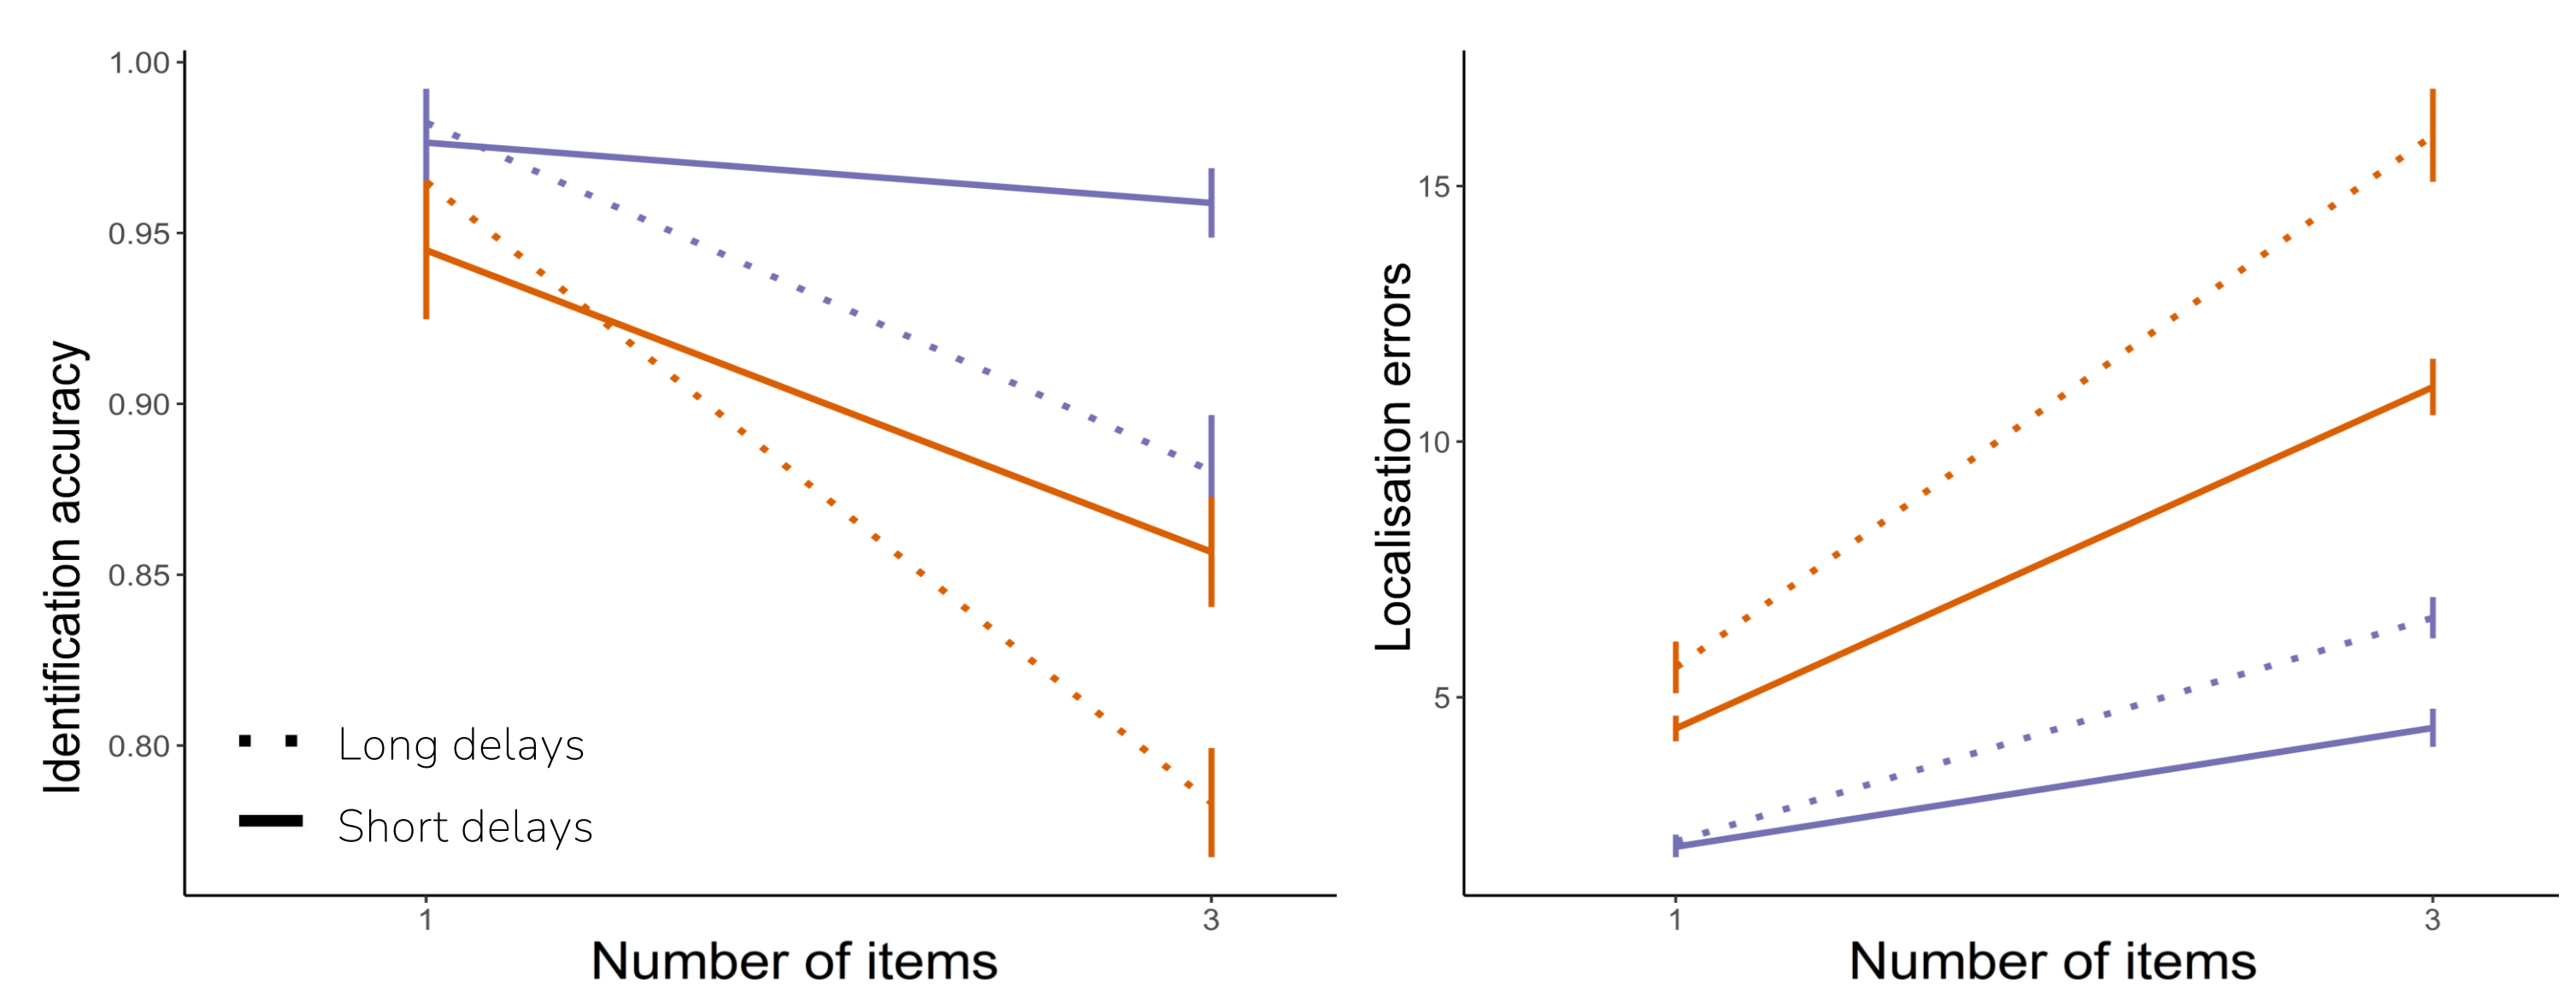 1.00
0.95
0.90
0.85
0.80
Identification accuracy
Long delays
Short delays
1 3
Number of items
15
10
5
Localisation errors
1 3
Number of items